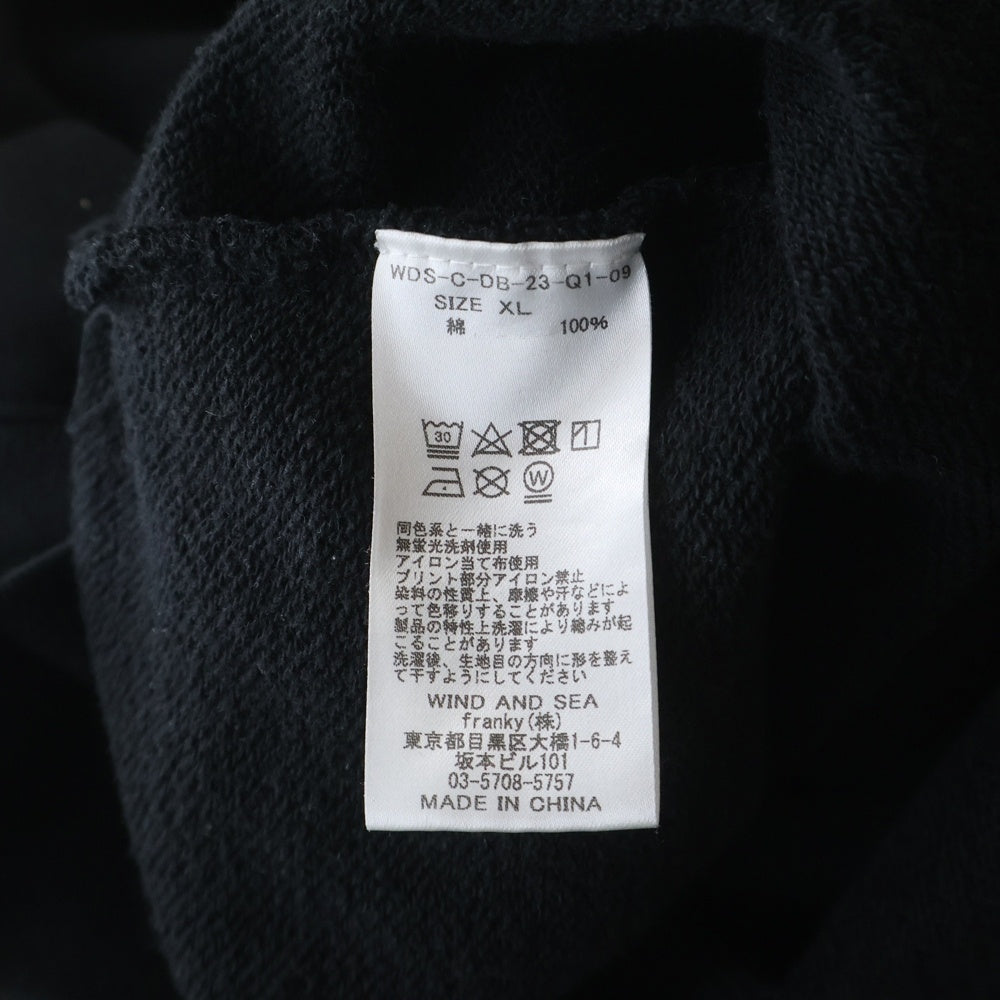 WDS-C-DB-23-Q1-09
SIZE XL
綿 100%
30
W
同色系と一緒に洗う
無蛍光洗剤使用
アイロン当て布使用
プリント部分アイロン禁止
染料の性質上、摩擦や汗などによ
って色移りすることがあります
製品の特性上洗濯により縮みが起
こることがあります
洗濯後、生地目の方向に形を整え
て干すようにしてください
WIND AND SEA
franky(株)
東京都目黒区大橋1-6-4
坂本ビル101
03-5708-5757
MADE IN CHINA